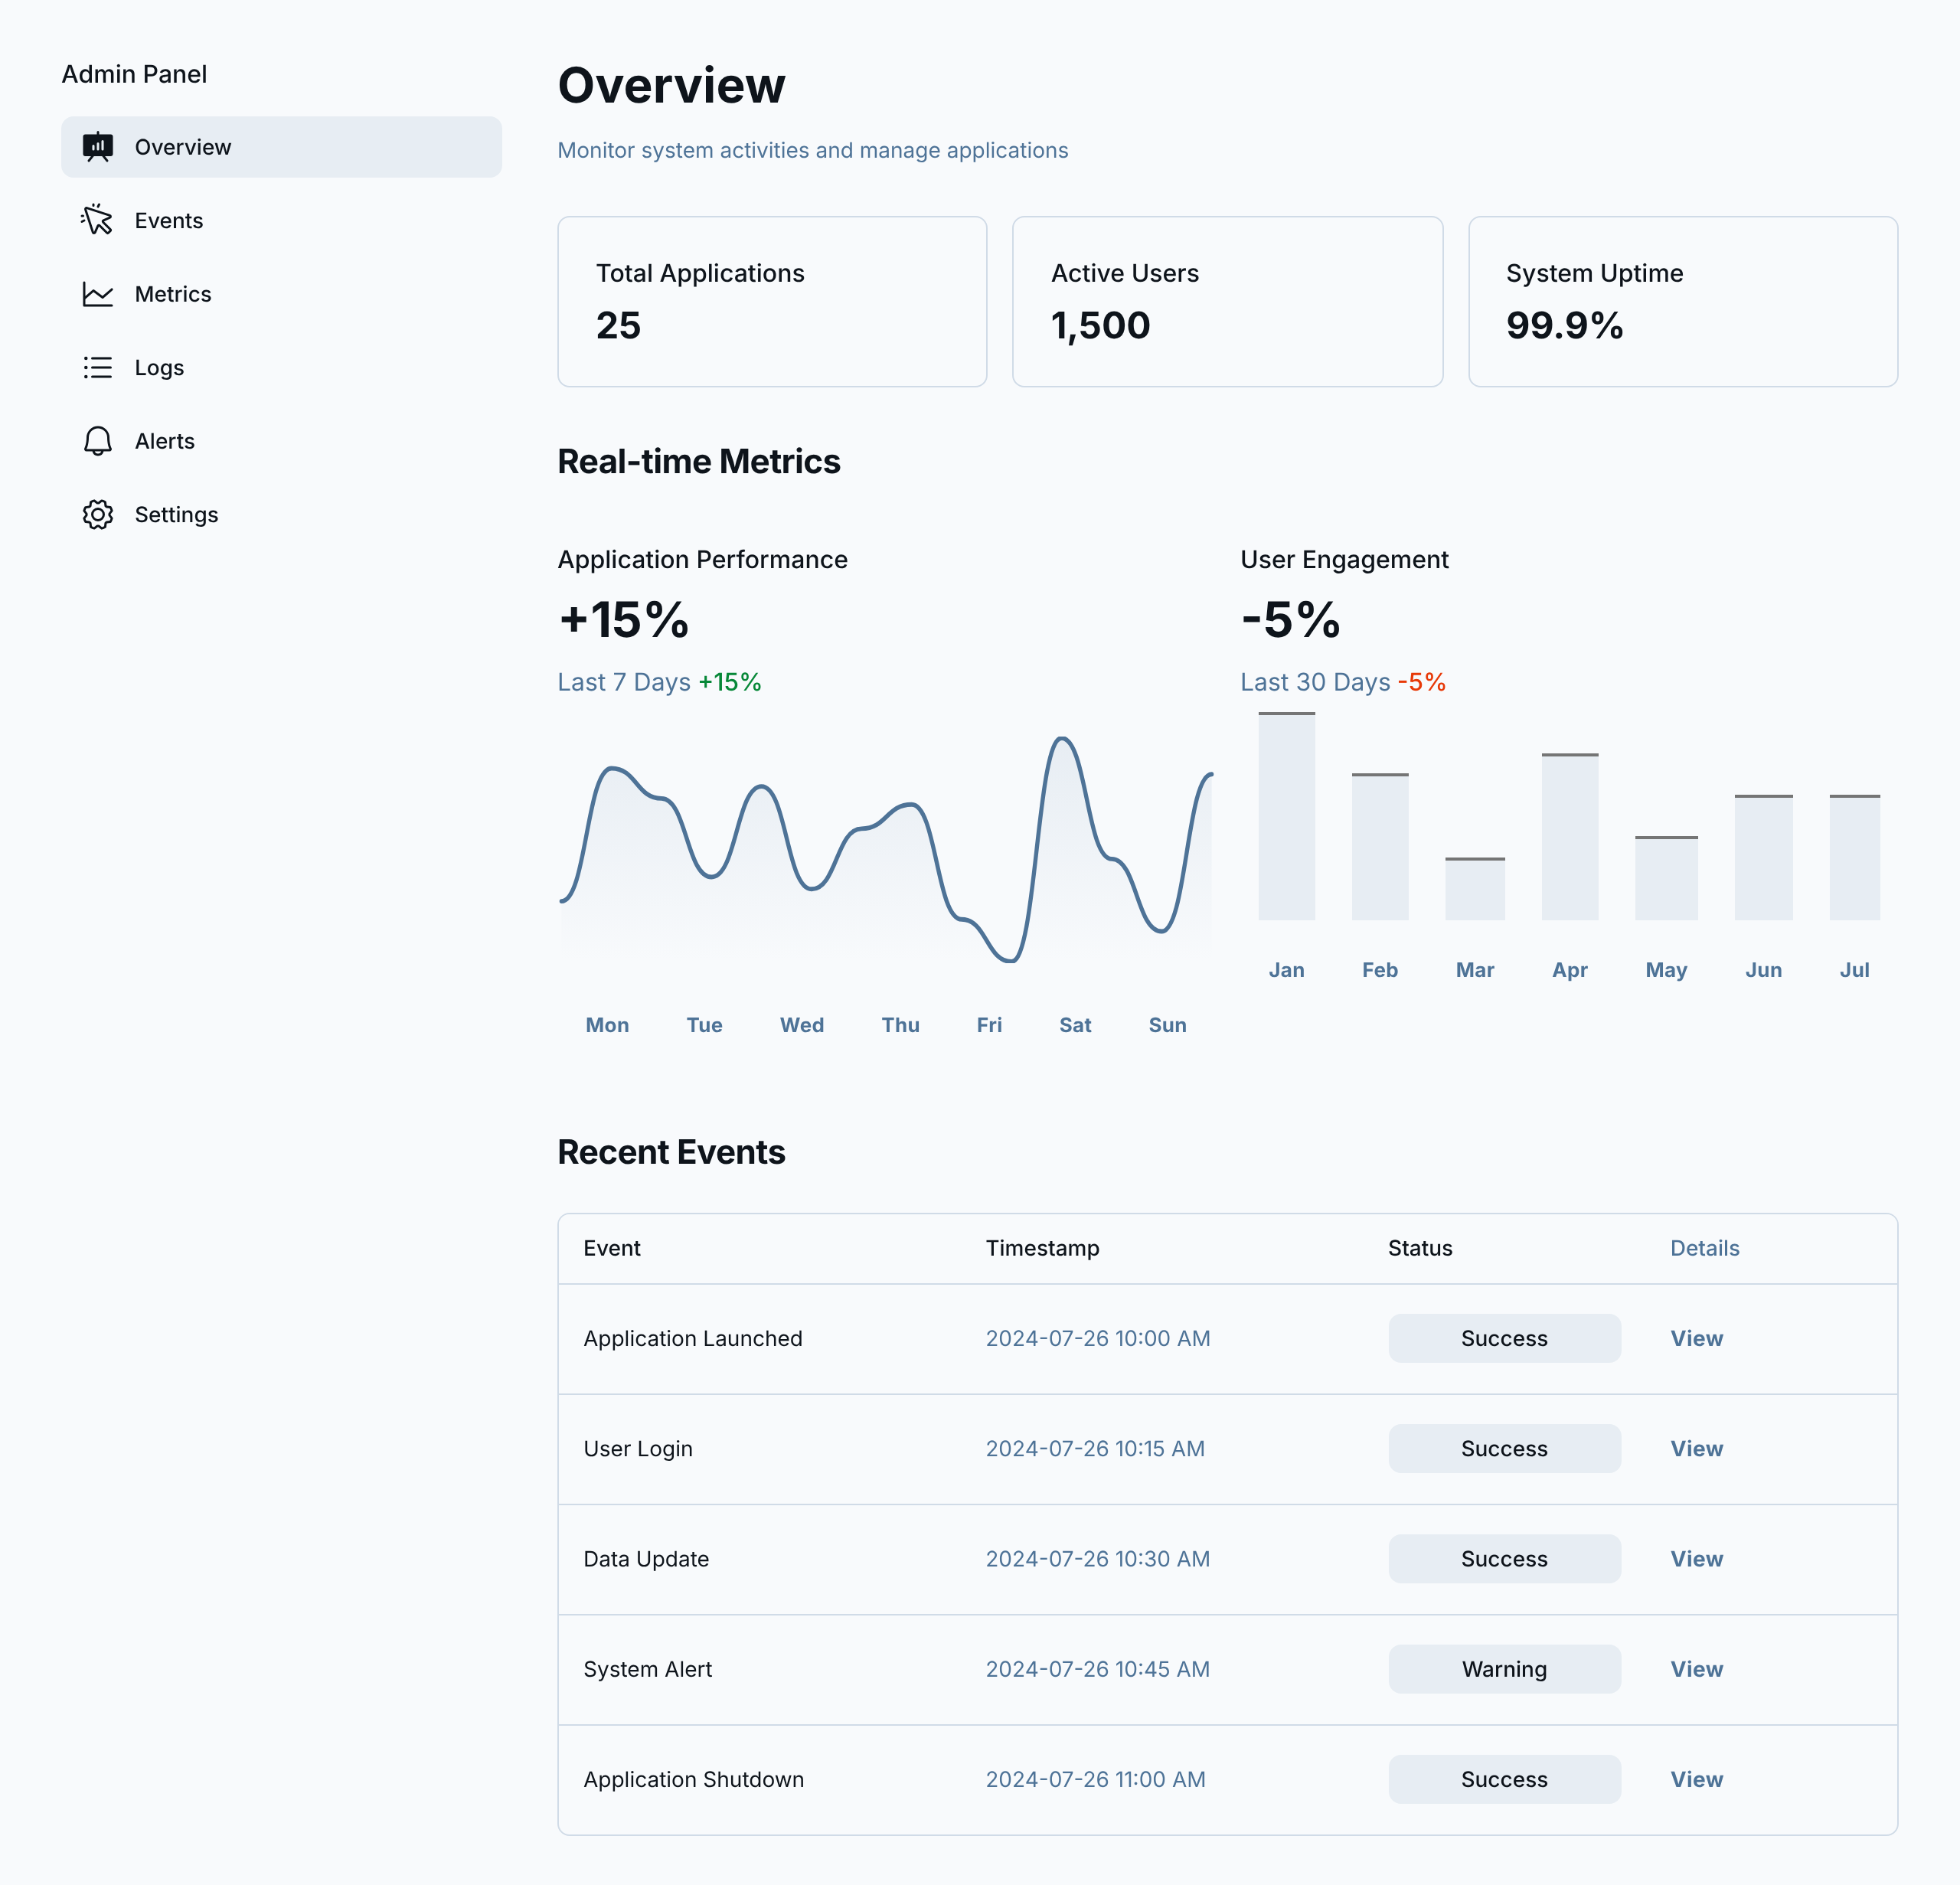 Admin Panel
Overview
Events
Metrics
Logs
Alerts
Settings
Overview
Monitor system activities and manage applications
Total Applications
25
Active Users
1,500
System Uptime
99.9%
Real-time Metrics
Application Performance
+15%
Last 7 Days +15%
Mon Tue Wed Thu Fri Sat Sun
User Engagement
-5%
Last 30 Days -5%
Jan Feb Mar Apr May Jun Jul
Recent Events
Event Timestamp Status Details
Application Launched 2024-07-26 10:00 AM Success View
User Login 2024-07-26 10:15 AM Success View
Data Update 2024-07-26 10:30 AM Success View
System Alert 2024-07-26 10:45 AM Warning View
Application Shutdown 2024-07-26 11:00 AM Success View